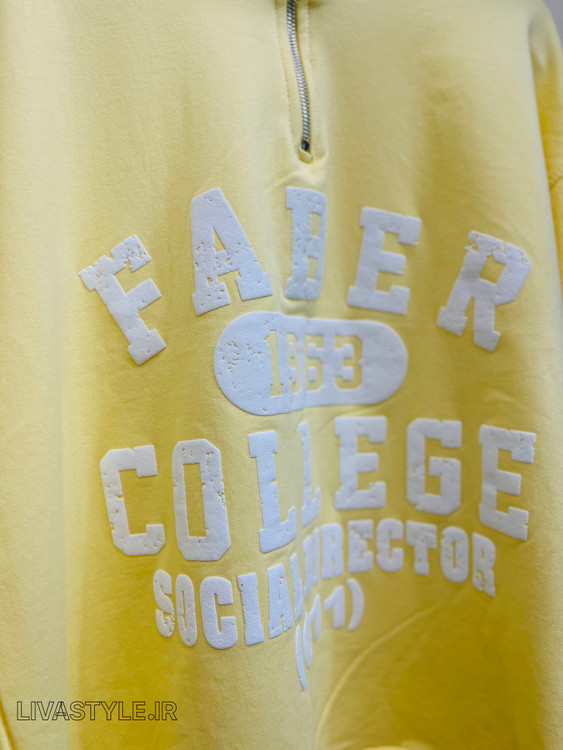 FABER
1963
COLLEGE
SOCIAL DIRECTOR
LIVASTYLE.IR